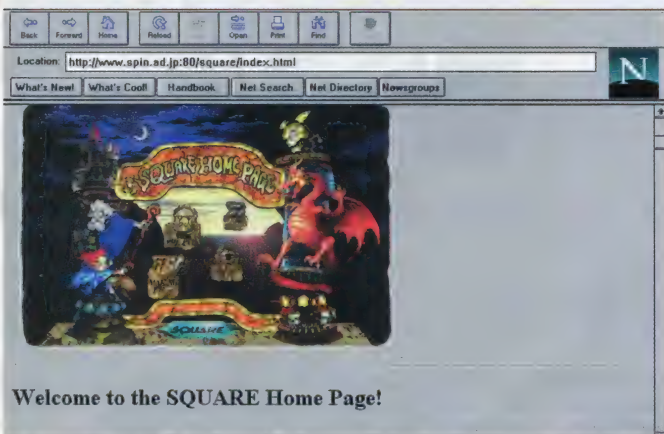 Back Forward Home Reload Open Print Find
Location: http://www.spin.ad.jp:80/square/index.html
What's New! What's Cool! Handbook Net Search Net Directory Newsgroups
N
SQUARE HOME PAGE
SQUARE
Welcome to the SQUARE Home Page!